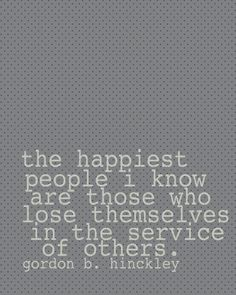 the happiest
people i know
are those who
lose themselves
in the service
of others.
gordon b. hinckley